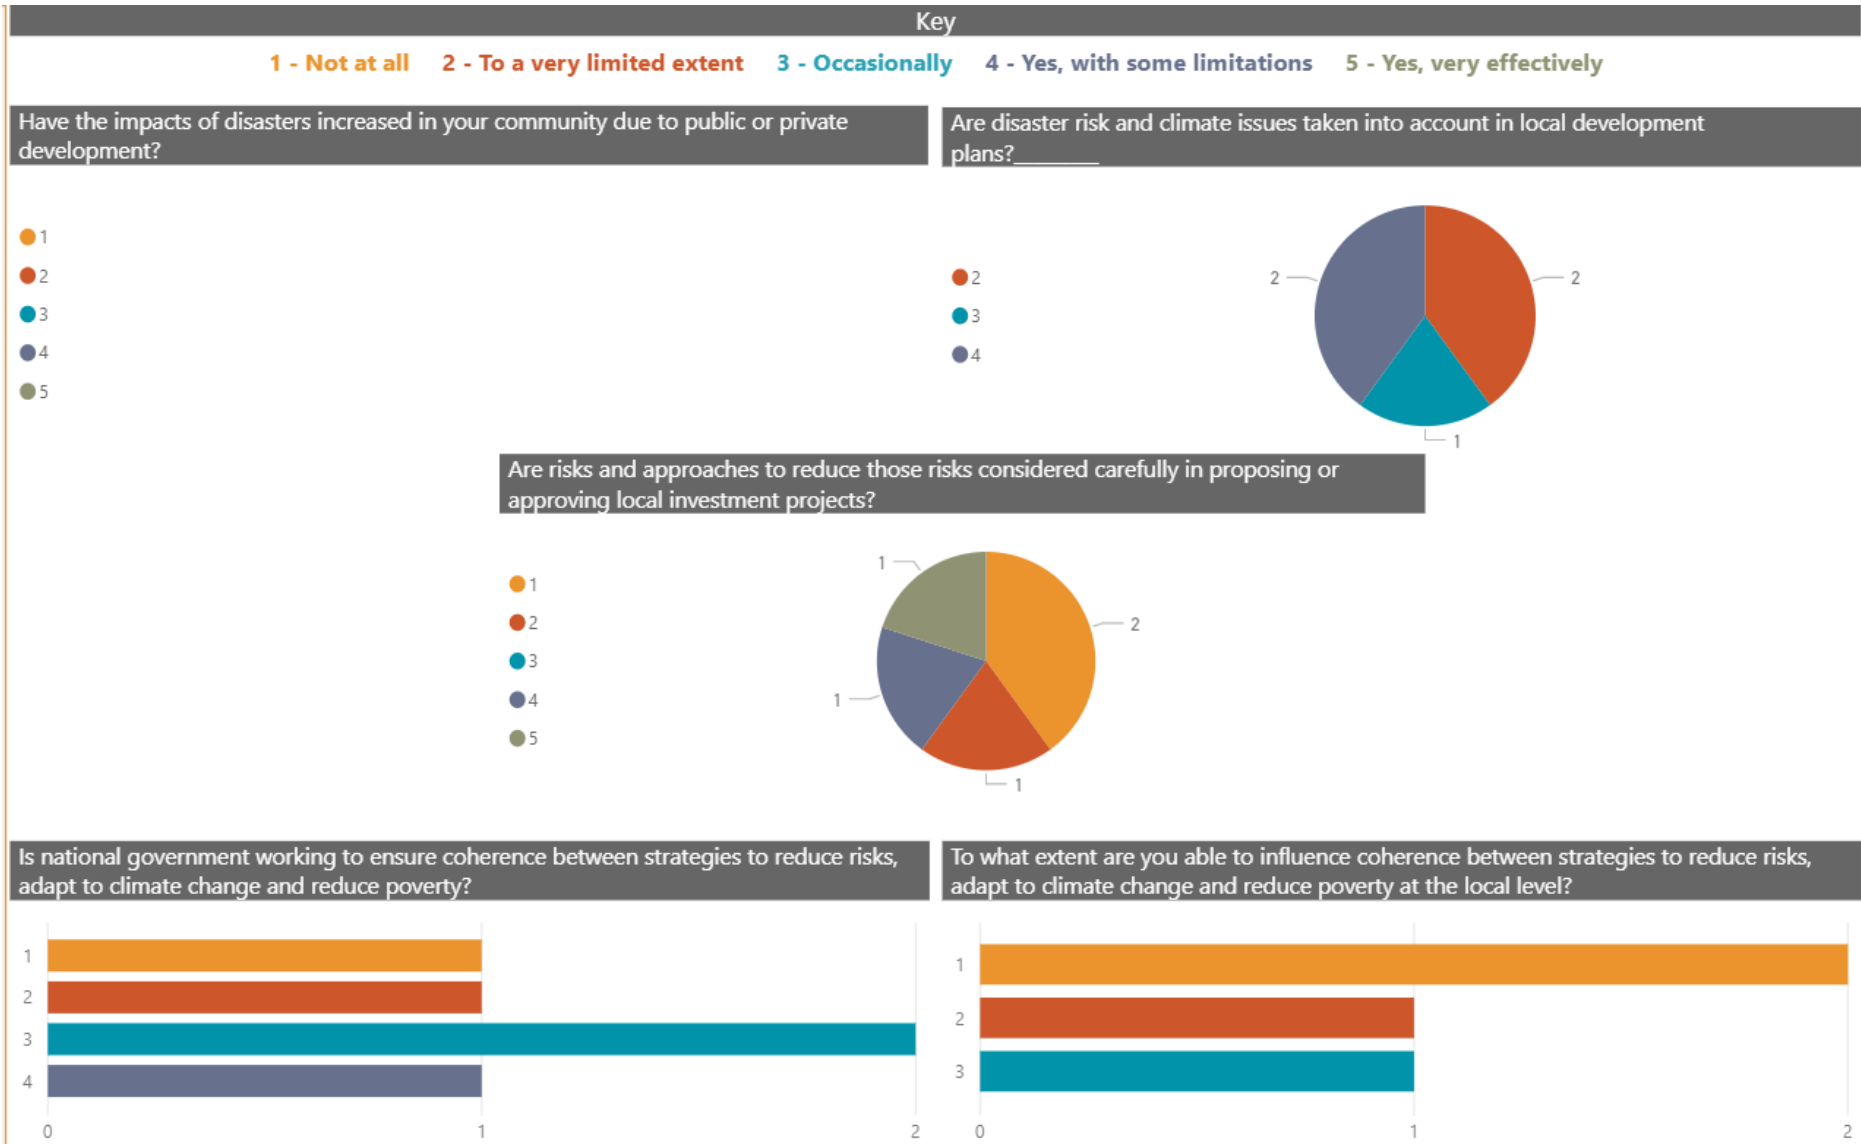 Key
1 - Not at all 2 - To a very limited extent 3 - Occasionally 4 - Yes, with some limitations 5 - Yes, very effectively
Have the impacts of disasters increased in your community due to public or private
development?
1
2
3
4
5
Are disaster risk and climate issues taken into account in local development
plans?________
2
3
4
2
2
1
Are risks and approaches to reduce those risks considered carefully in proposing or
approving local investment projects?
1
2
3
4
5
1
2
1
1
Is national government working to ensure coherence between strategies to reduce risks,
adapt to climate change and reduce poverty?
1
2
3
4
0 1 2
To what extent are you able to influence coherence between strategies to reduce risks,
adapt to climate change and reduce poverty at the local level?
1
2
3
0 1 2